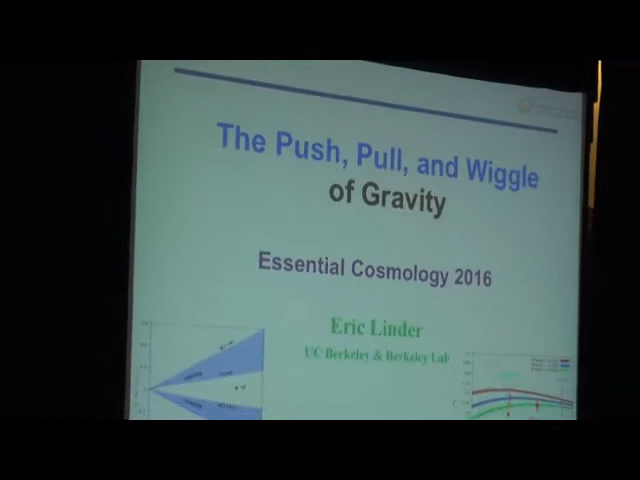 The Push, Pull, and Wiggle
of Gravity
Essential Cosmology 2016
Eric Linder
UC Berkeley & Berkeley Lab